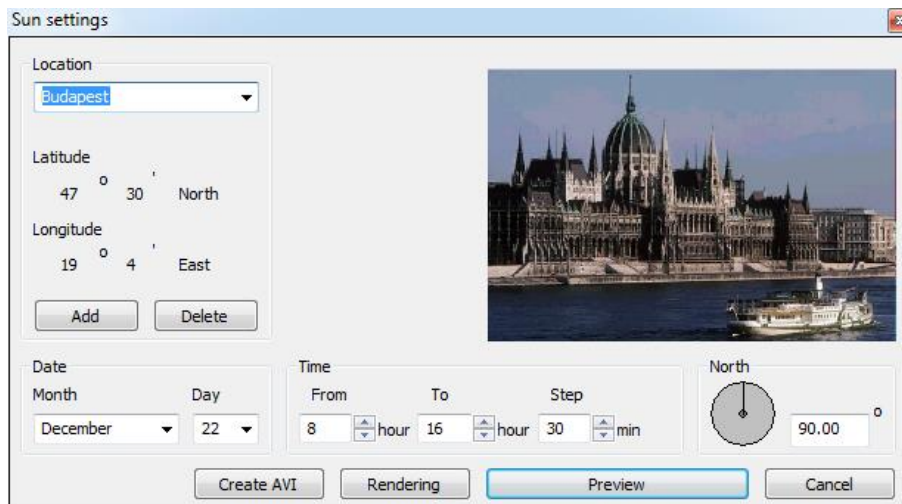 Sun settings
Location
Budapest
Latitude
47 o 30 ' North
Longitude
19 o 4 ' East
Add Delete
Date
Month Day
December 22
Time
From To Step
8 hour 16 hour 30 min
North
90.00 o
Create AVI Rendering Preview Cancel